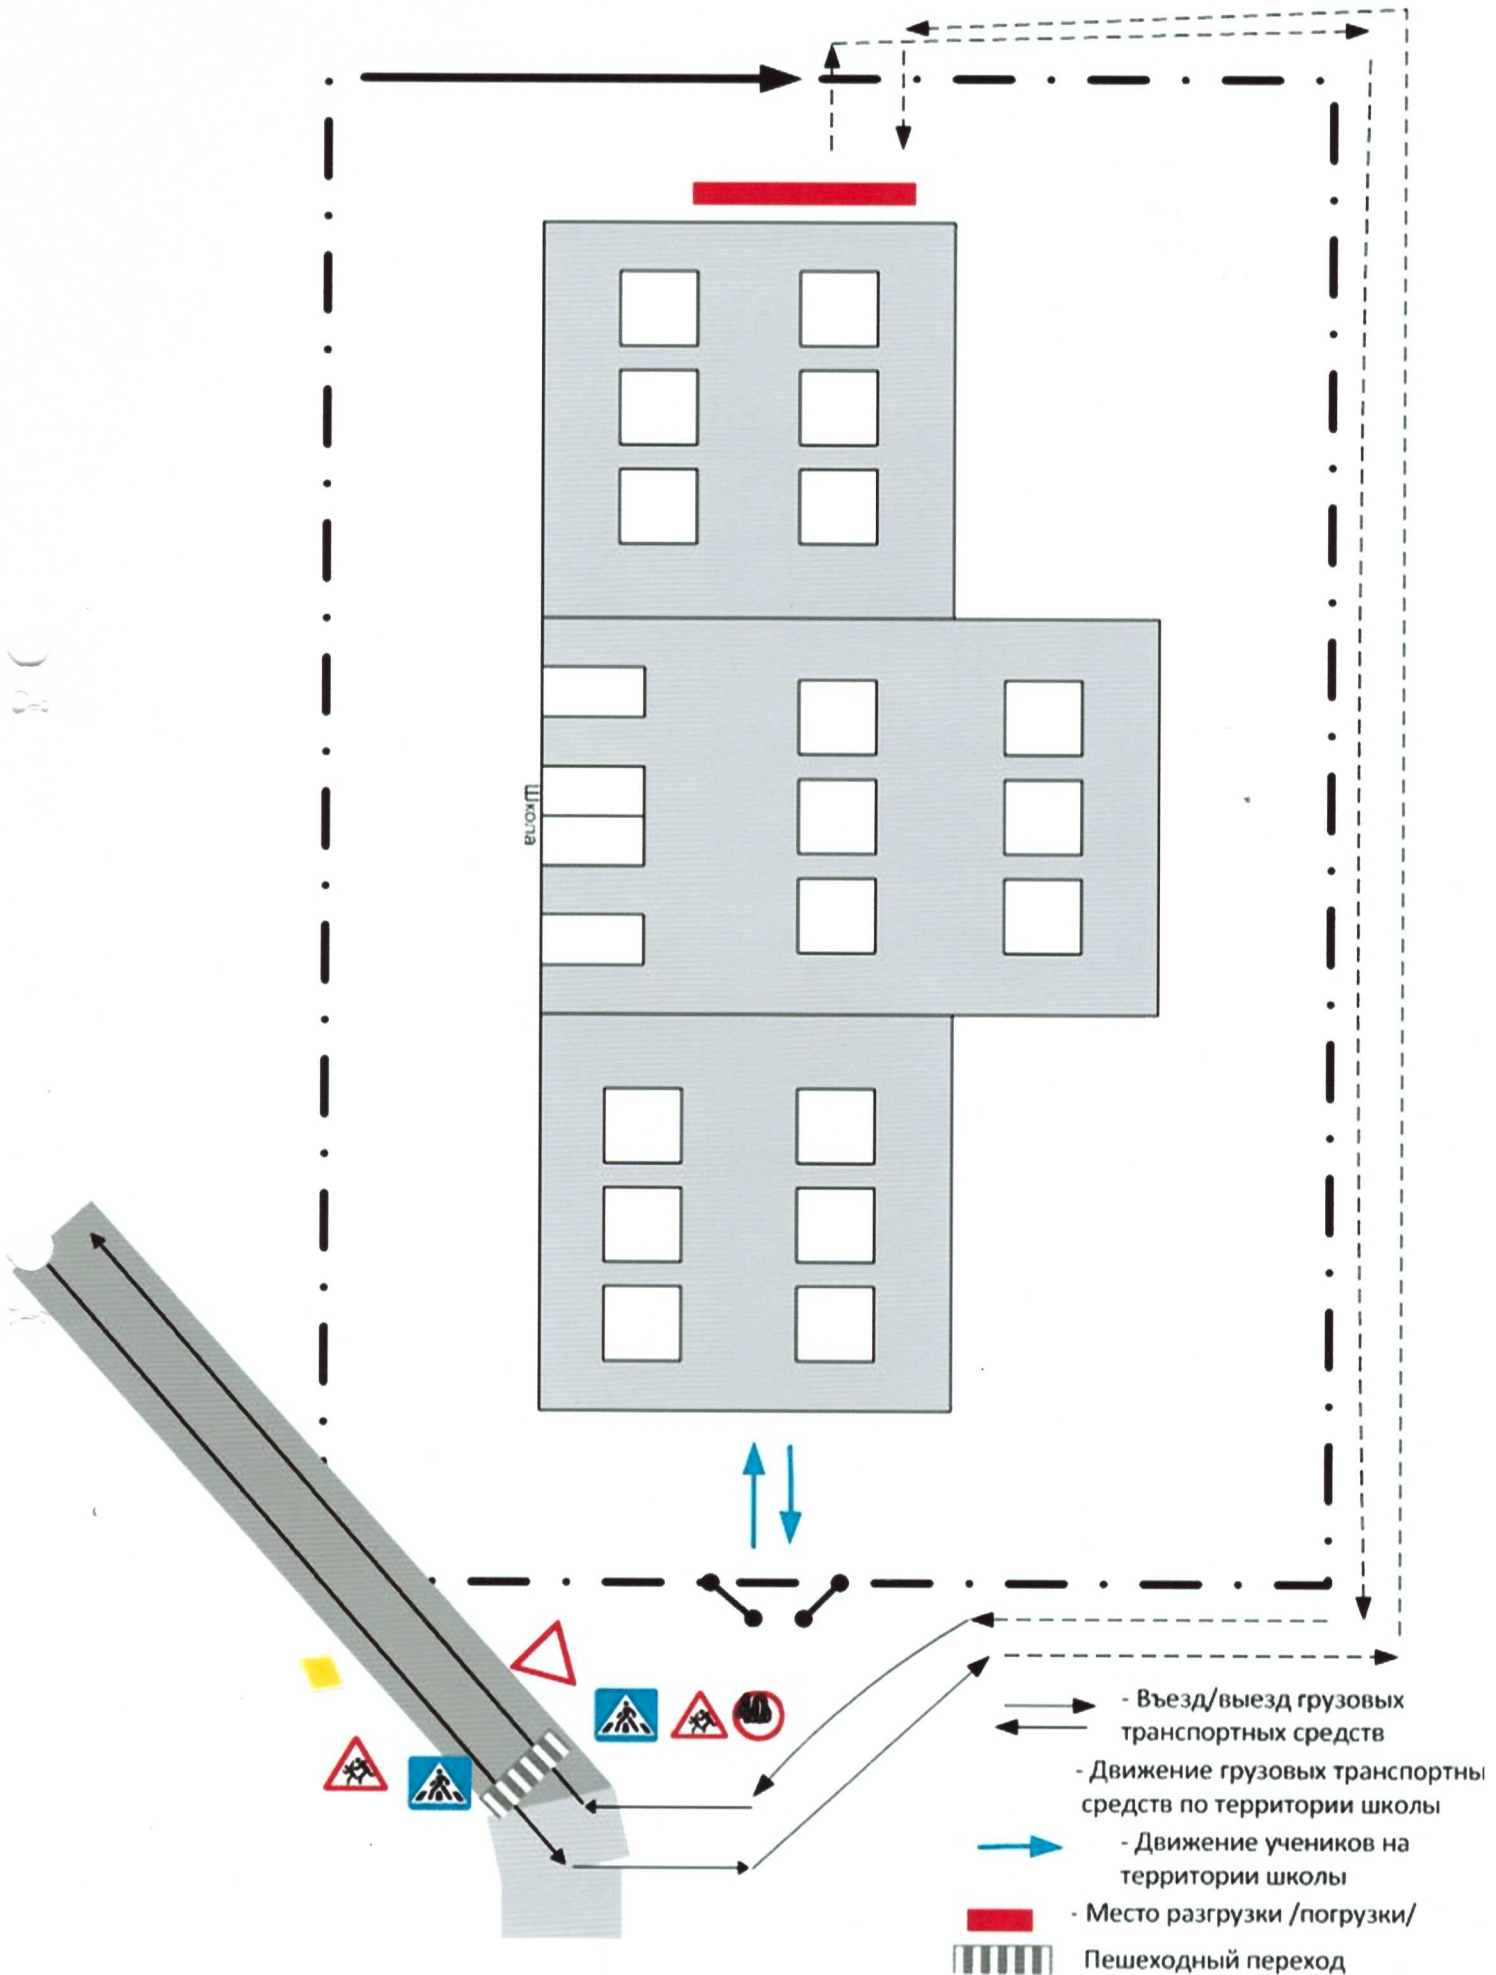 Школа
- Въезд/выезд грузовых
транспортных средств
- Движение грузовых транспортны
средств по территории школы
- Движение учеников на
территории школы
- Место разгрузки /погрузки/
Пешеходный переход